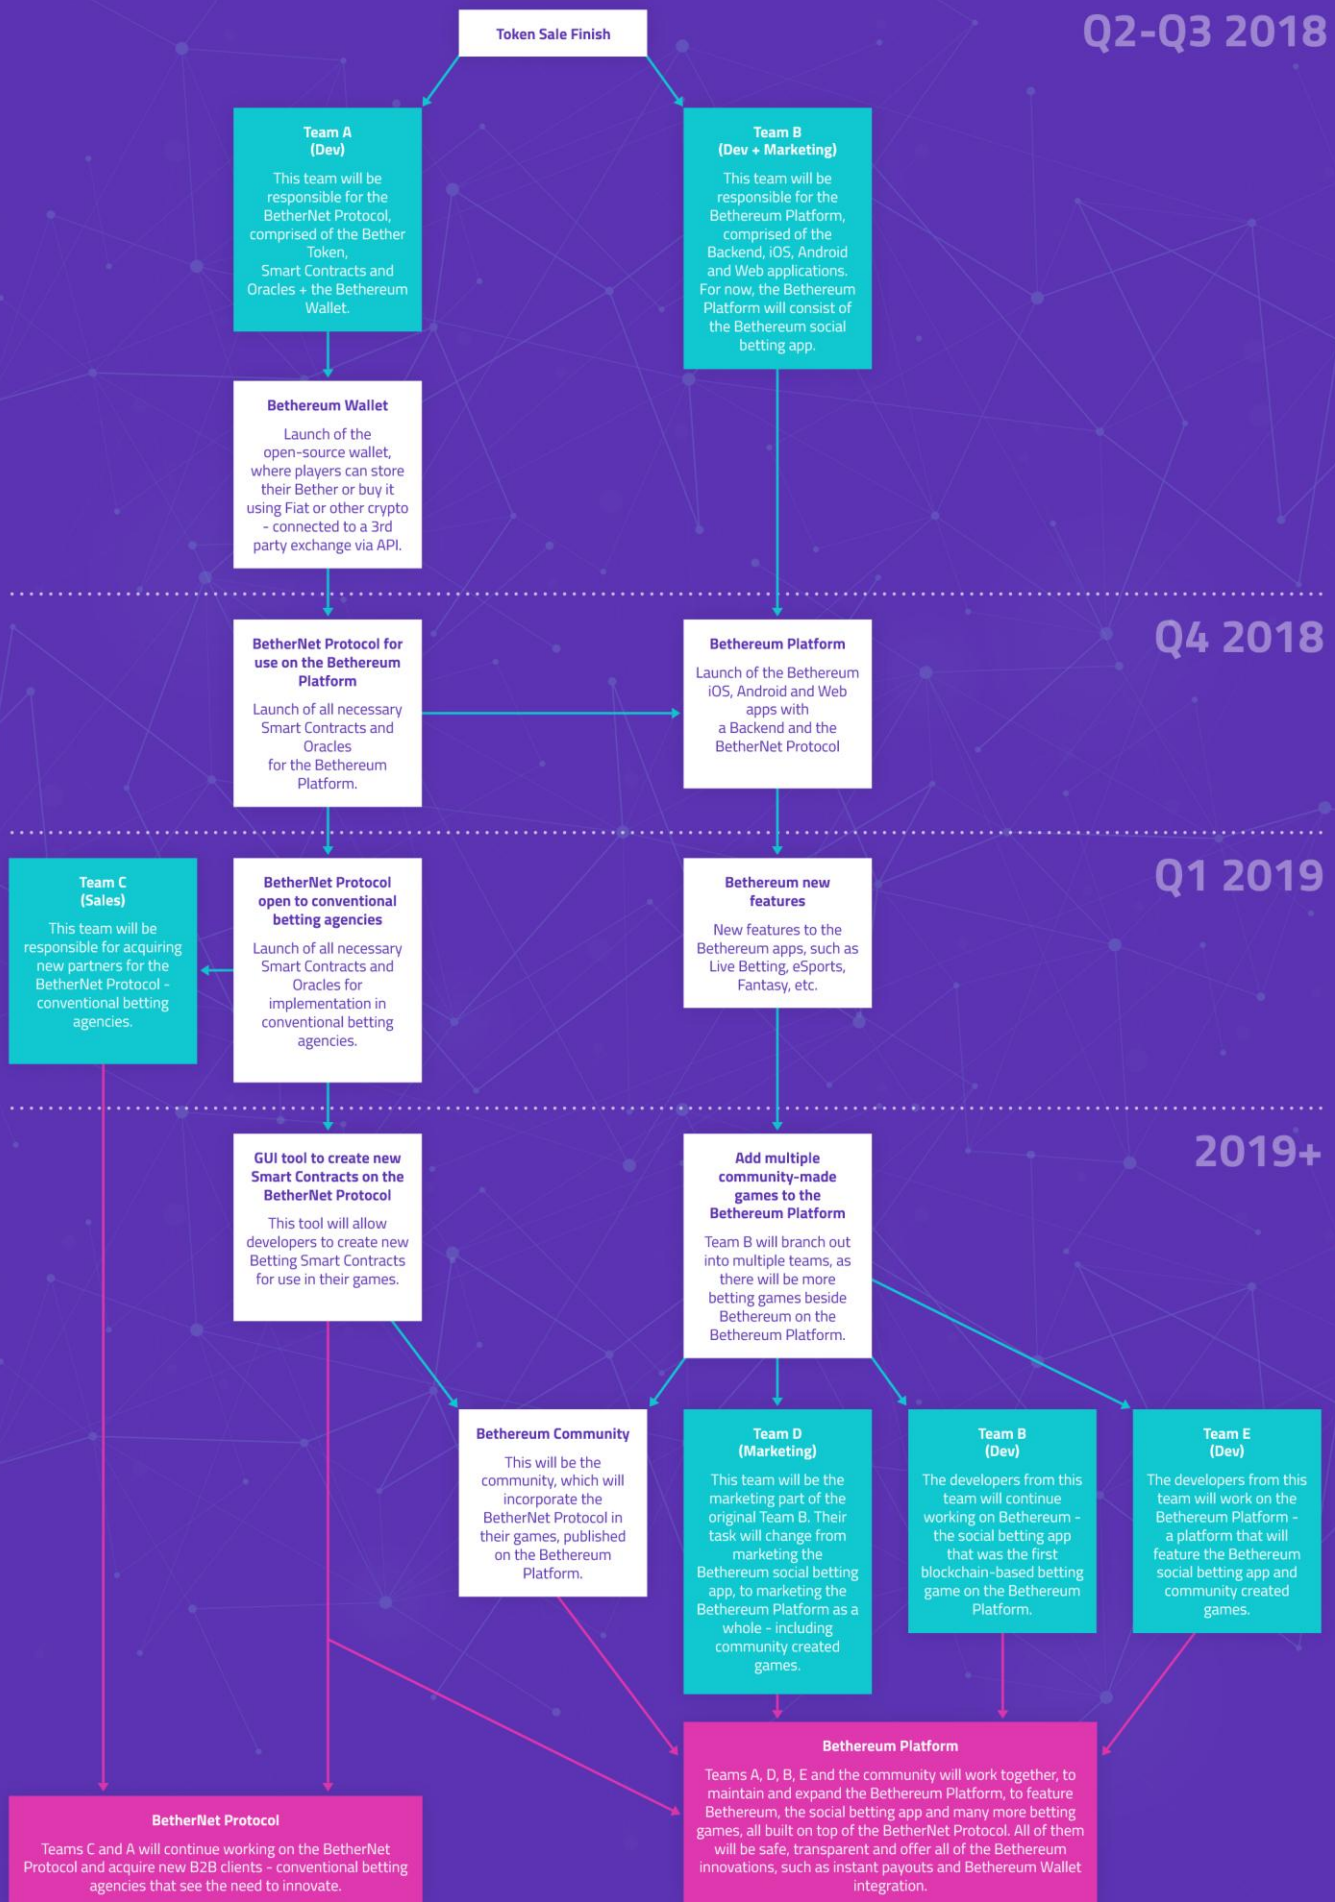 Q2-Q3 2018
Token Sale Finish
Team A
(Dev)
This team will be
responsible for the
BetherNet Protocol,
comprised of the Bether
Token,
Smart Contracts and
Oracles + the Bethereum
Wallet.
Team B
(Dev + Marketing)
This team will be
responsible for the
Bethereum Platform,
comprised of the
Backend, iOS, Android
and Web applications.
For now, the Bethereum
Platform will consist of
the Bethereum social
betting app.
Bethereum Wallet
Launch of the
open-source wallet,
where players can store
their Bether or buy it
using Fiat or other crypto
- connected to a 3rd
party exchange via API.
Q4 2018
BetherNet Protocol for
use on the Bethereum
Platform
Launch of all necessary
Smart Contracts and
Oracles
for the Bethereum
Platform.
Bethereum Platform
Launch of the Bethereum
iOS, Android and Web
apps with
a Backend and the
BetherNet Protocol
Q1 2019
Team C
(Sales)
This team will be
responsible for acquiring
new partners for the
BetherNet Protocol -
conventional betting
agencies.
BetherNet Protocol
open to conventional
betting agencies
Launch of all necessary
Smart Contracts and
Oracles for
implementation in
conventional betting
agencies.
Bethereum new
features
New features to the
Bethereum apps, such as
Live Betting, eSports,
Fantasy, etc.
2019+
GUI tool to create new
Smart Contracts on the
BetherNet Protocol
This tool will allow
developers to create new
Betting Smart Contracts
for use in their games.
Add multiple
community-made
games to the
Bethereum Platform
Team B will branch out
into multiple teams, as
there will be more
betting games beside
Bethereum on the
Bethereum Platform.
Bethereum Community
This will be the
community, which will
incorporate the
BetherNet Protocol in
their games, published
on the Bethereum
Platform.
Team D
(Marketing)
This team will be the
marketing part of the
original Team B. Their
task will change from
marketing the
Bethereum social betting
app, to marketing the
Bethereum Platform as a
whole - including
community created
games.
Team B
(Dev)
The developers from this
team will continue
working on Bethereum -
the social betting app
that was the first
blockchain-based betting
game on the Bethereum
Platform.
Team E
(Dev)
The developers from this
team will work on the
Bethereum Platform -
a platform that will
feature the Bethereum
social betting app and
community created
games.
BetherNet Protocol
Teams C and A will continue working on the BetherNet
Protocol and acquire new B2B clients - conventional betting
agencies that see the need to innovate.
Bethereum Platform
Teams A, D, B, E and the community will work together, to
maintain and expand the Bethereum Platform, to feature
Bethereum, the social betting app and many more betting
games, all built on top of the BetherNet Protocol. All of them
will be safe, transparent and offer all of the Bethereum
innovations, such as instant payouts and Bethereum Wallet
integration.